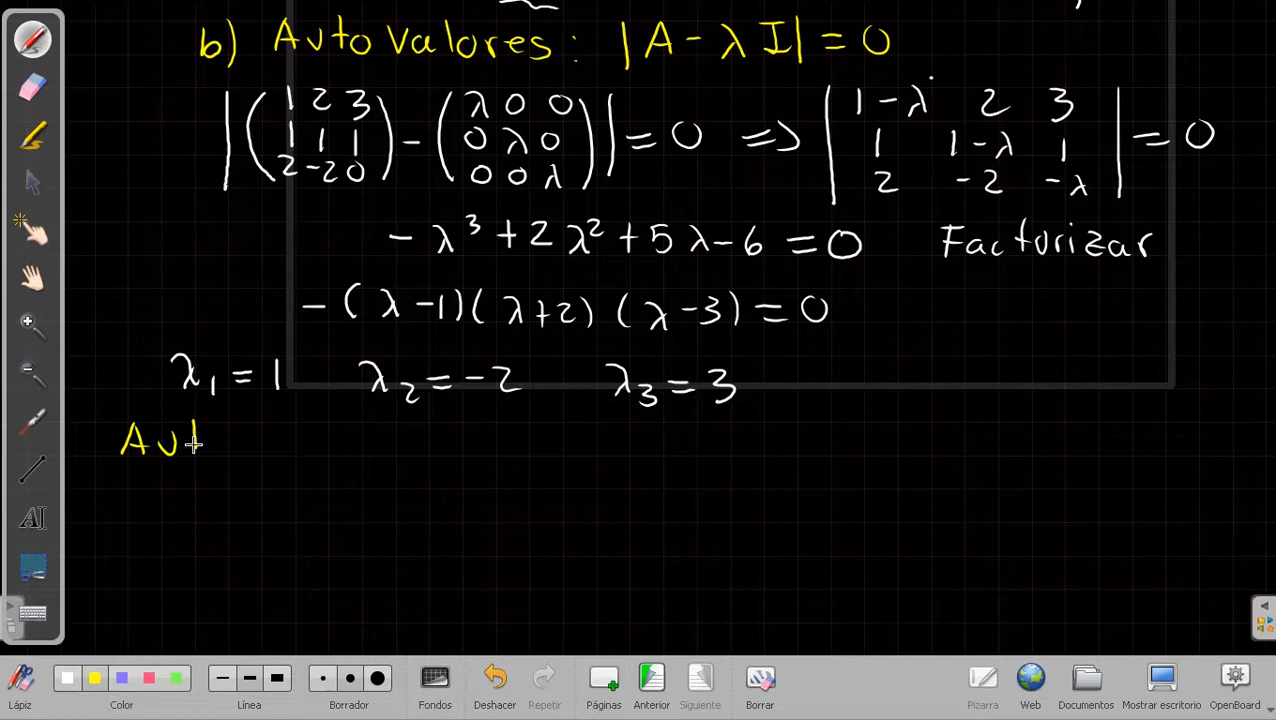 b) AutoValores: |A - λI| = 0
|(1 2 3 − (λ 0 0 | = 0 => |1-λ 2 3 | = 0
1 1 1 0 λ 0 1 1-λ 1
2 -2 0) 0 0 λ) 2 -2 -λ
-λ³ + 2λ² + 5λ - 6 = 0 Factorizar
-(λ-1)(λ+2)(λ-3) = 0
λ₁ = 1 λ₂ = -2 λ₃ = 3
Aut
Lápiz Color Línea Borrador Fondos Deshacer Repetir Páginas Anterior Siguiente Borrar Pizarra Web Documentos Mostrar escritorio OpenBoard